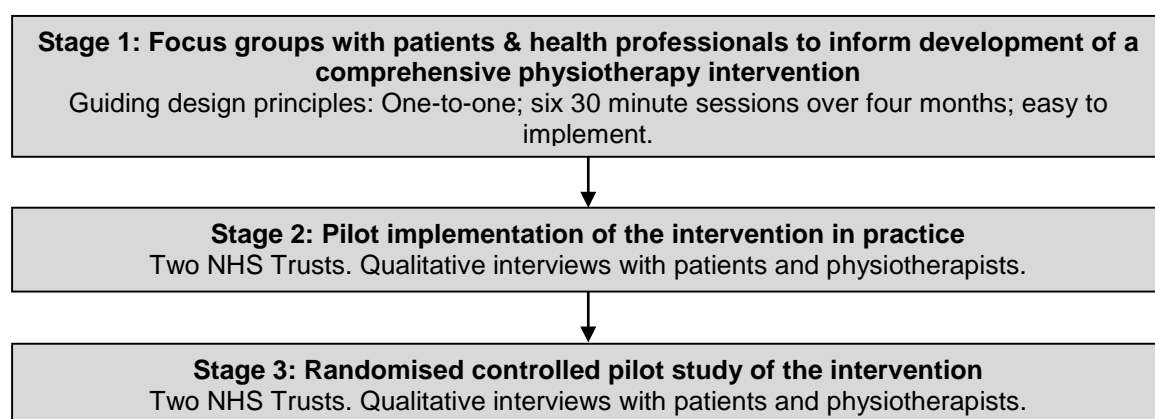 Stage 1: Focus groups with patients & health professionals to inform development of a
comprehensive physiotherapy intervention
Guiding design principles: One-to-one; six 30 minute sessions over four months; easy to
implement.
Stage 2: Pilot implementation of the intervention in practice
Two NHS Trusts. Qualitative interviews with patients and physiotherapists.
Stage 3: Randomised controlled pilot study of the intervention
Two NHS Trusts. Qualitative interviews with patients and physiotherapists.